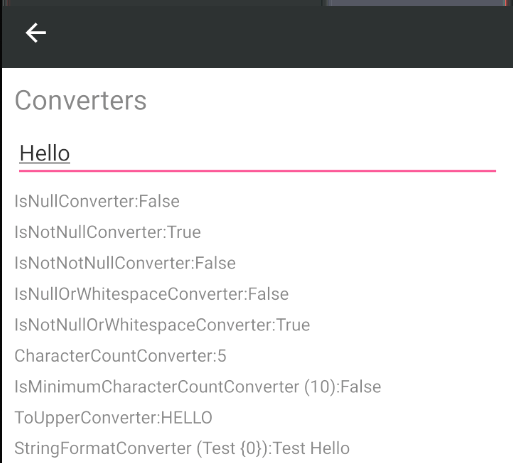 Converters
Hello
IsNullConverter:False
IsNotNullConverter:True
IsNotNotNullConverter:False
IsNullOrWhitespaceConverter:False
IsNotNullOrWhitespaceConverter:True
CharacterCountConverter:5
IsMinimumCharacterCountConverter (10):False
ToUpperConverter:HELLO
StringFormatConverter (Test {0}):Test Hello